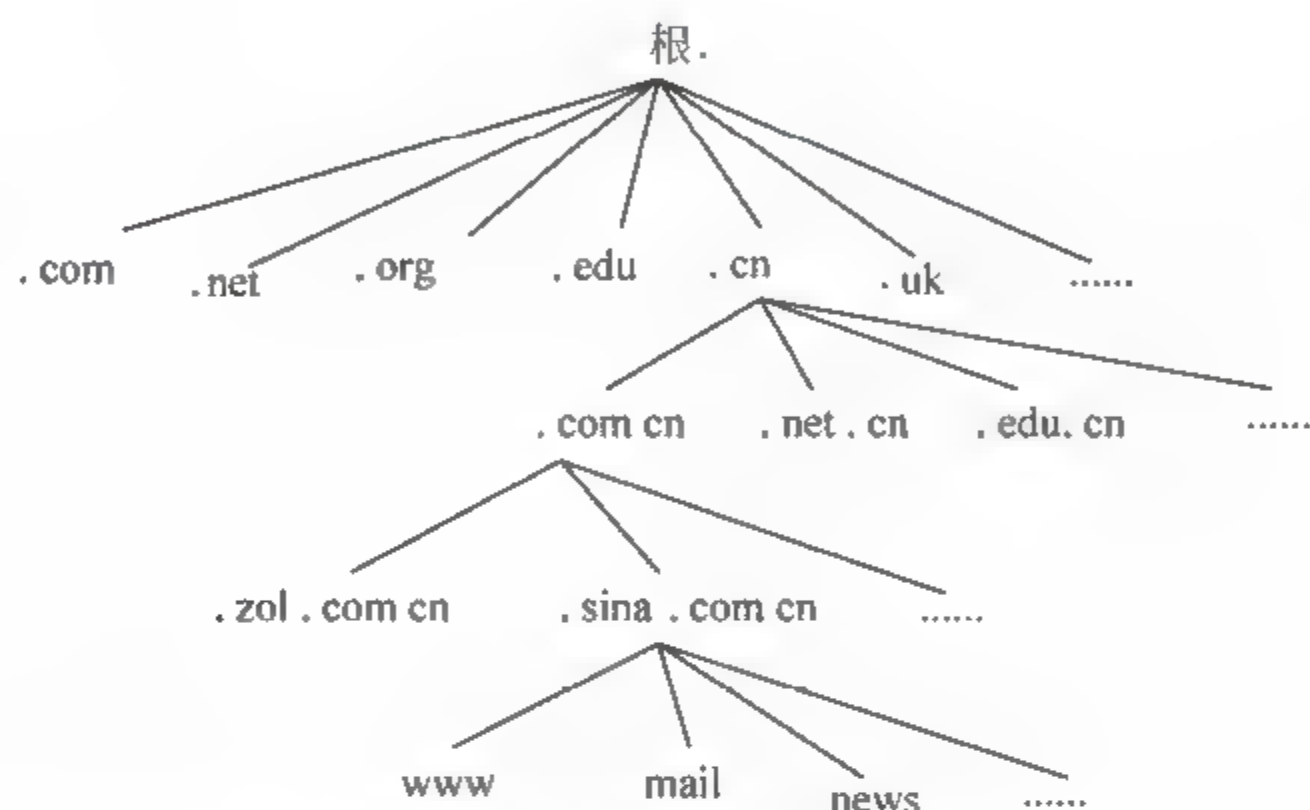 根.
.com .net .org .edu .cn .uk ......
.com cn .net.cn .edu.cn ......
.zol.com cn .sina.com cn ......
www mail news ......